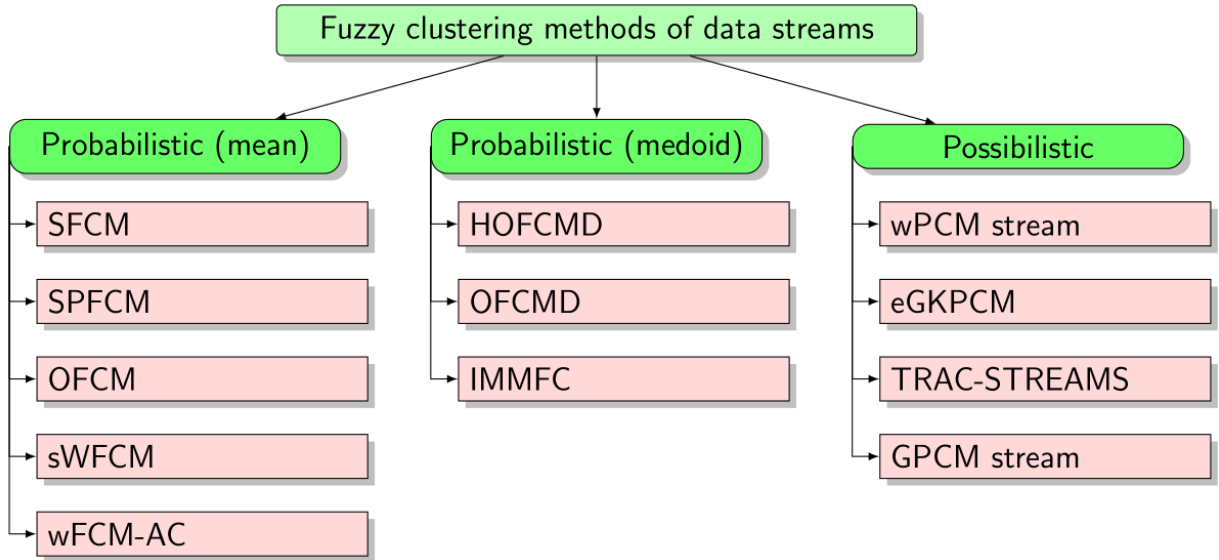 Fuzzy clustering methods of data streams
Probabilistic (mean)
SFCM
SPFCM
OFCM
sWFCM
wFCM-AC
Probabilistic (medoid)
HOFCMD
OFCMD
IMMFC
Possibilistic
wPCM stream
eGKPCM
TRAC-STREAMS
GPCM stream